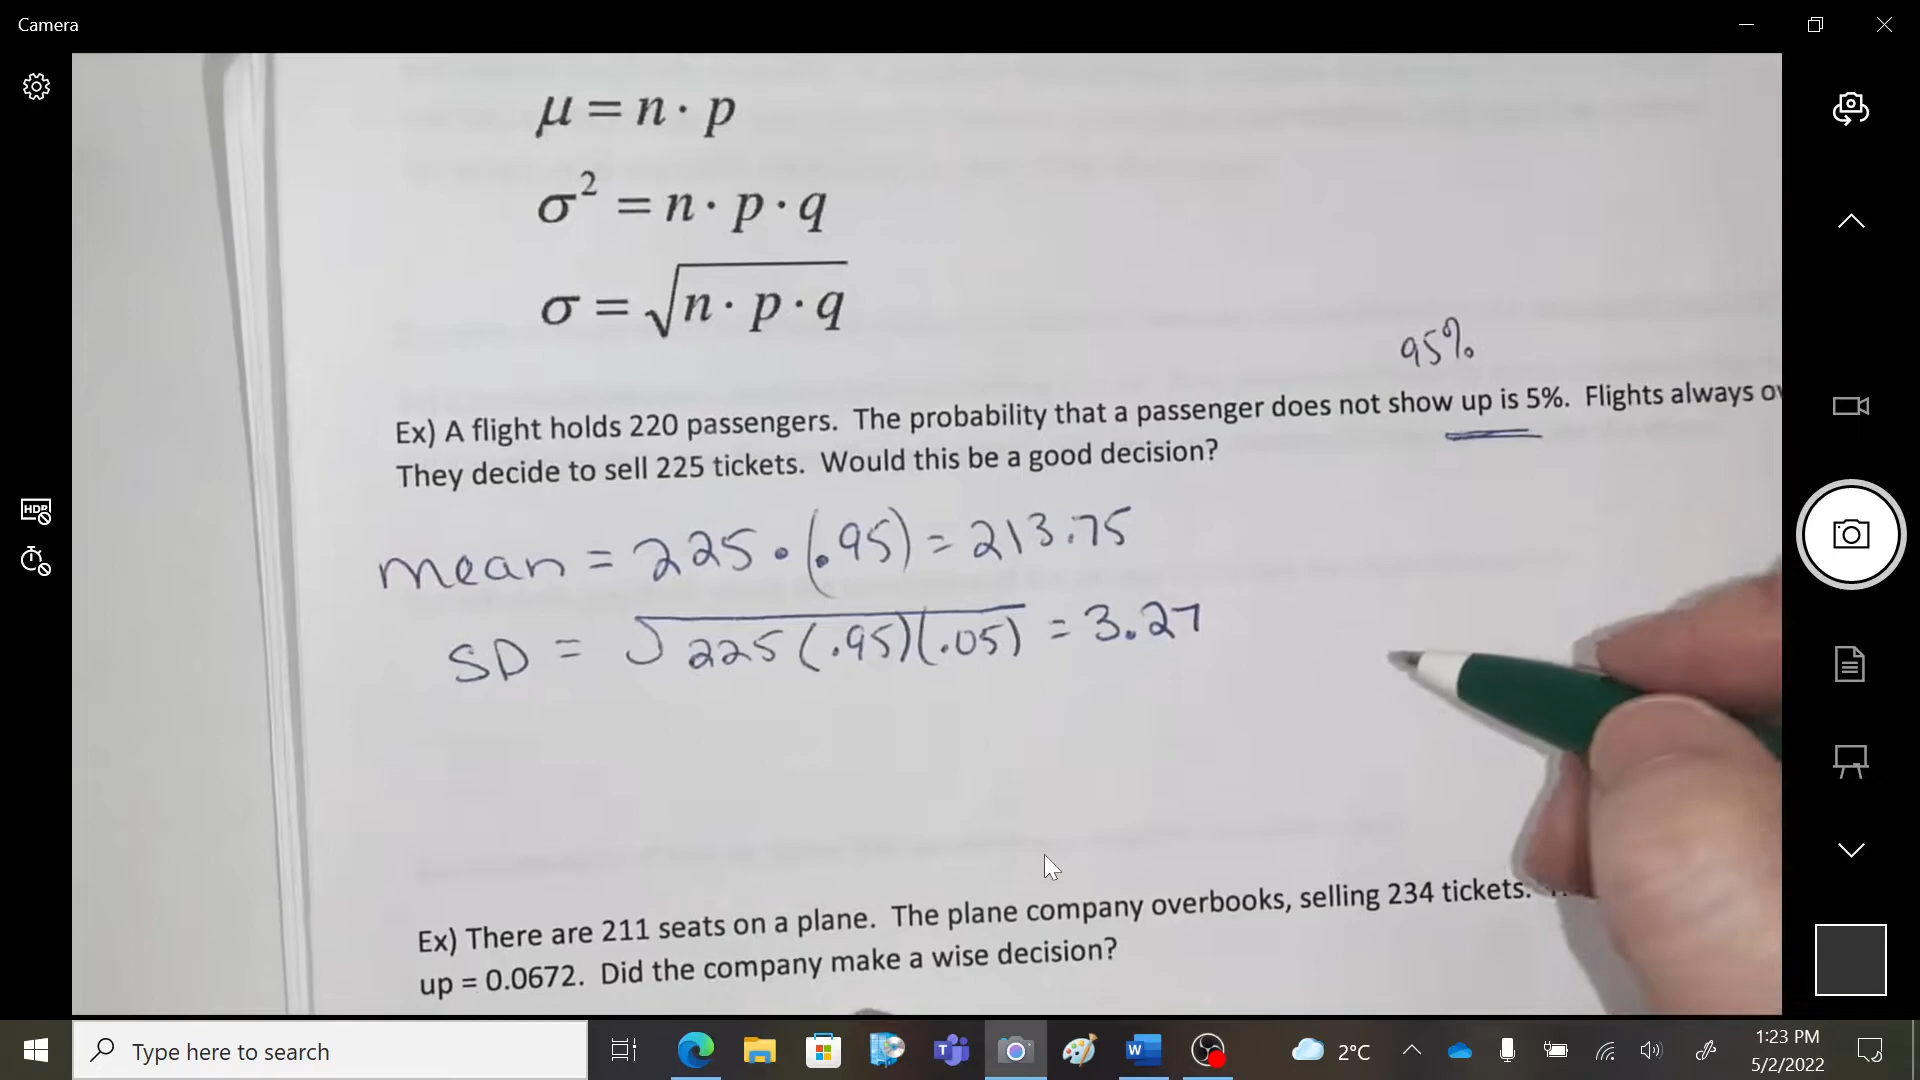 Camera
μ = n · p
σ² = n · p · q
σ = √n · p · q
95%
Ex) A flight holds 220 passengers. The probability that a passenger does not show up is 5%. Flights always
They decide to sell 225 tickets. Would this be a good decision?
mean = 225 · (.95) = 213.75
SD = √225 (.95)(.05) = 3.27
Ex) There are 211 seats on a plane. The plane company overbooks, selling 234 tickets.
up = 0.0672. Did the company make a wise decision?
HDR
Type here to search
2°C
1:23 PM
5/2/2022